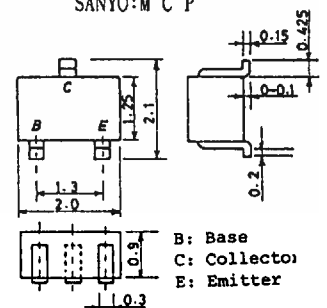 SANYO:M C P
0.15
0.425
C
B E
1.25
2.1
0-0.1
1.3
2.0
0.2
0.9
0.3
B: Base
C: Collecto
E: Emitter